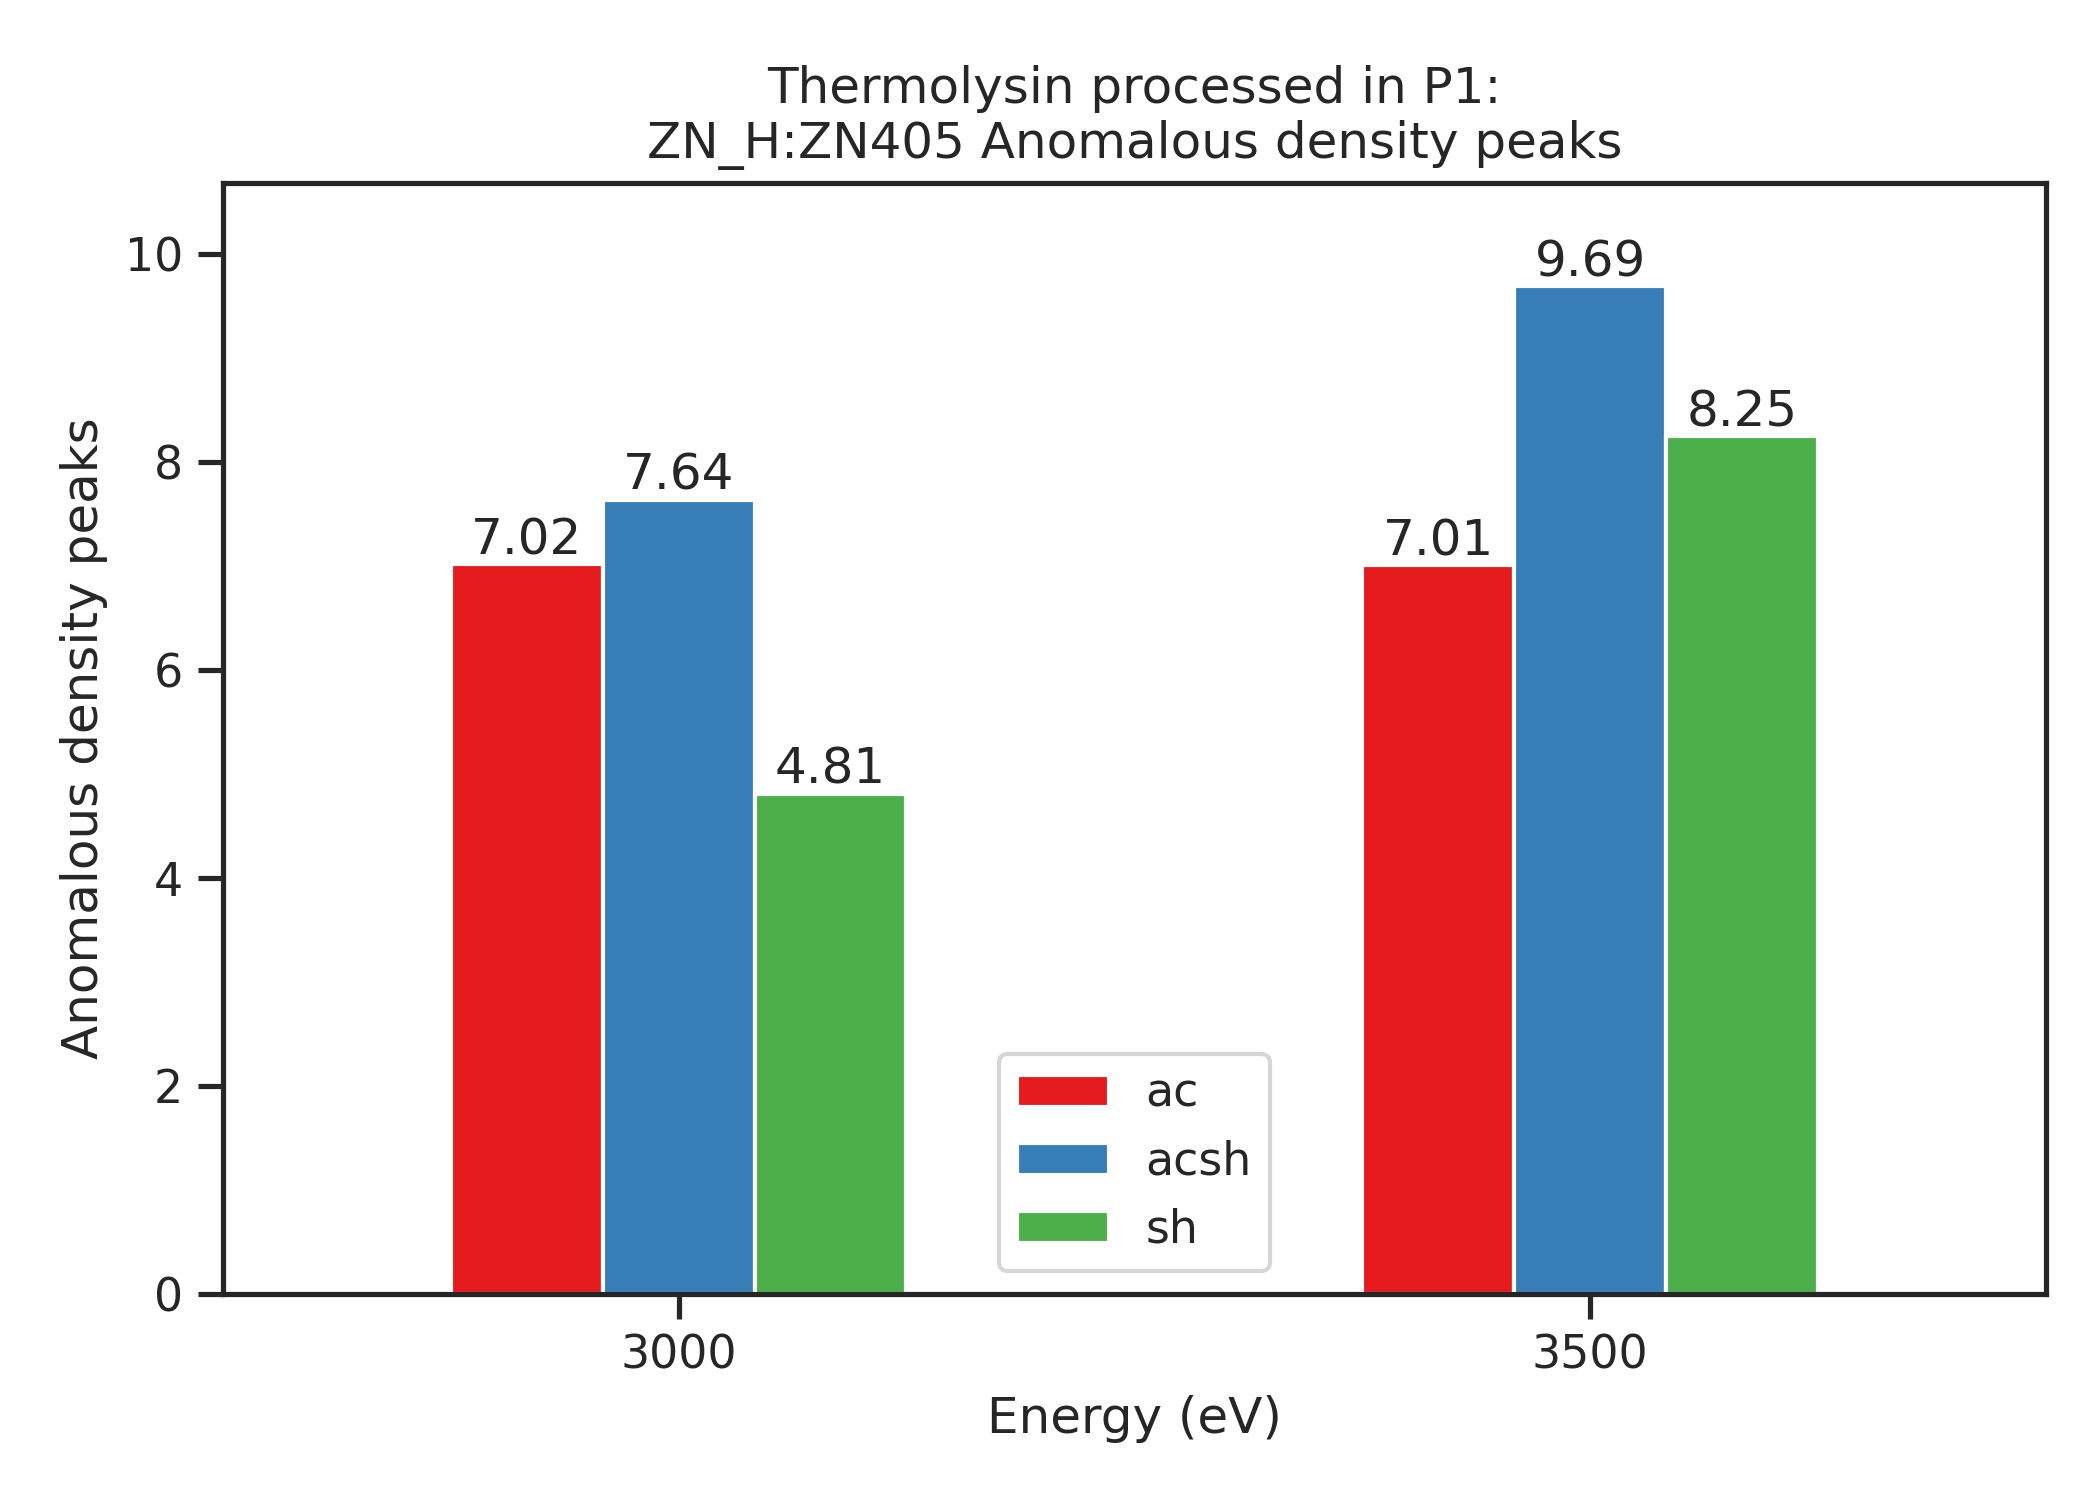 Thermolysin processed in P1:
ZN_H:ZN405 Anomalous density peaks
Anomalous density peaks
10
8
6
4
2
0
7.02
7.64
4.81
7.01
9.69
8.25
ac
acsh
sh
3000
3500
Energy (eV)